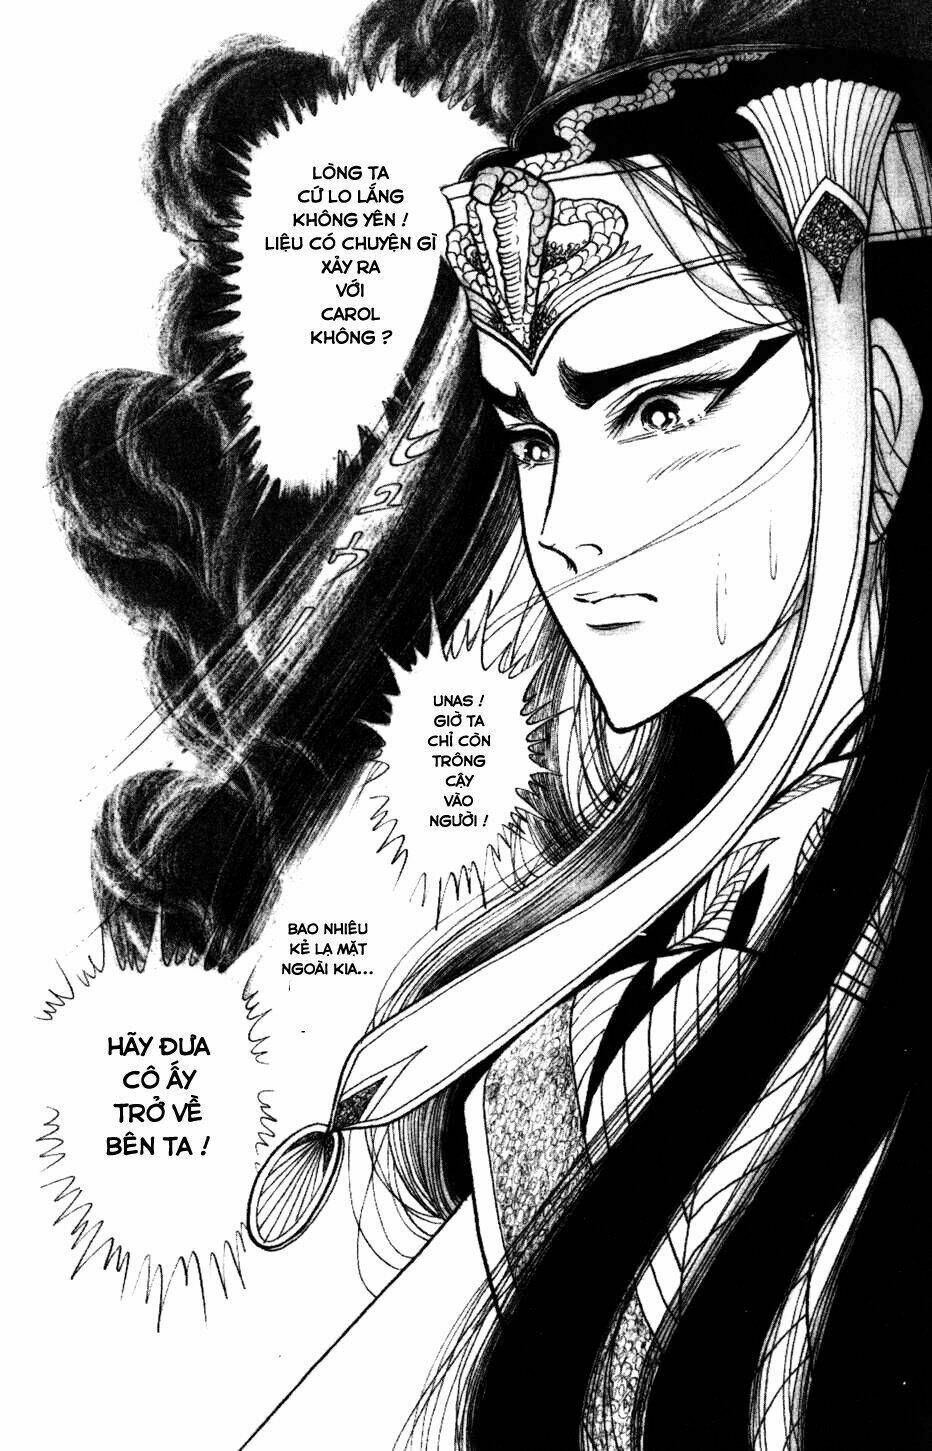 LÒNG TA
CỨ LO LẮNG
KHÔNG YÊN !
LIỆU CÓ CHUYỆN GÌ
XẢY RA
VỚI
CAROL
KHÔNG ?
UNAS !
GIỜ TA
CHỈ CÒN
TRÔNG
CẬY
VÀO
NGƯỜI !
BAO NHIÊU
KẺ LẠ MẶT
NGOÀI KIA...
HÃY ĐƯA
CÔ ẤY
TRỞ VỀ
BÊN TA !